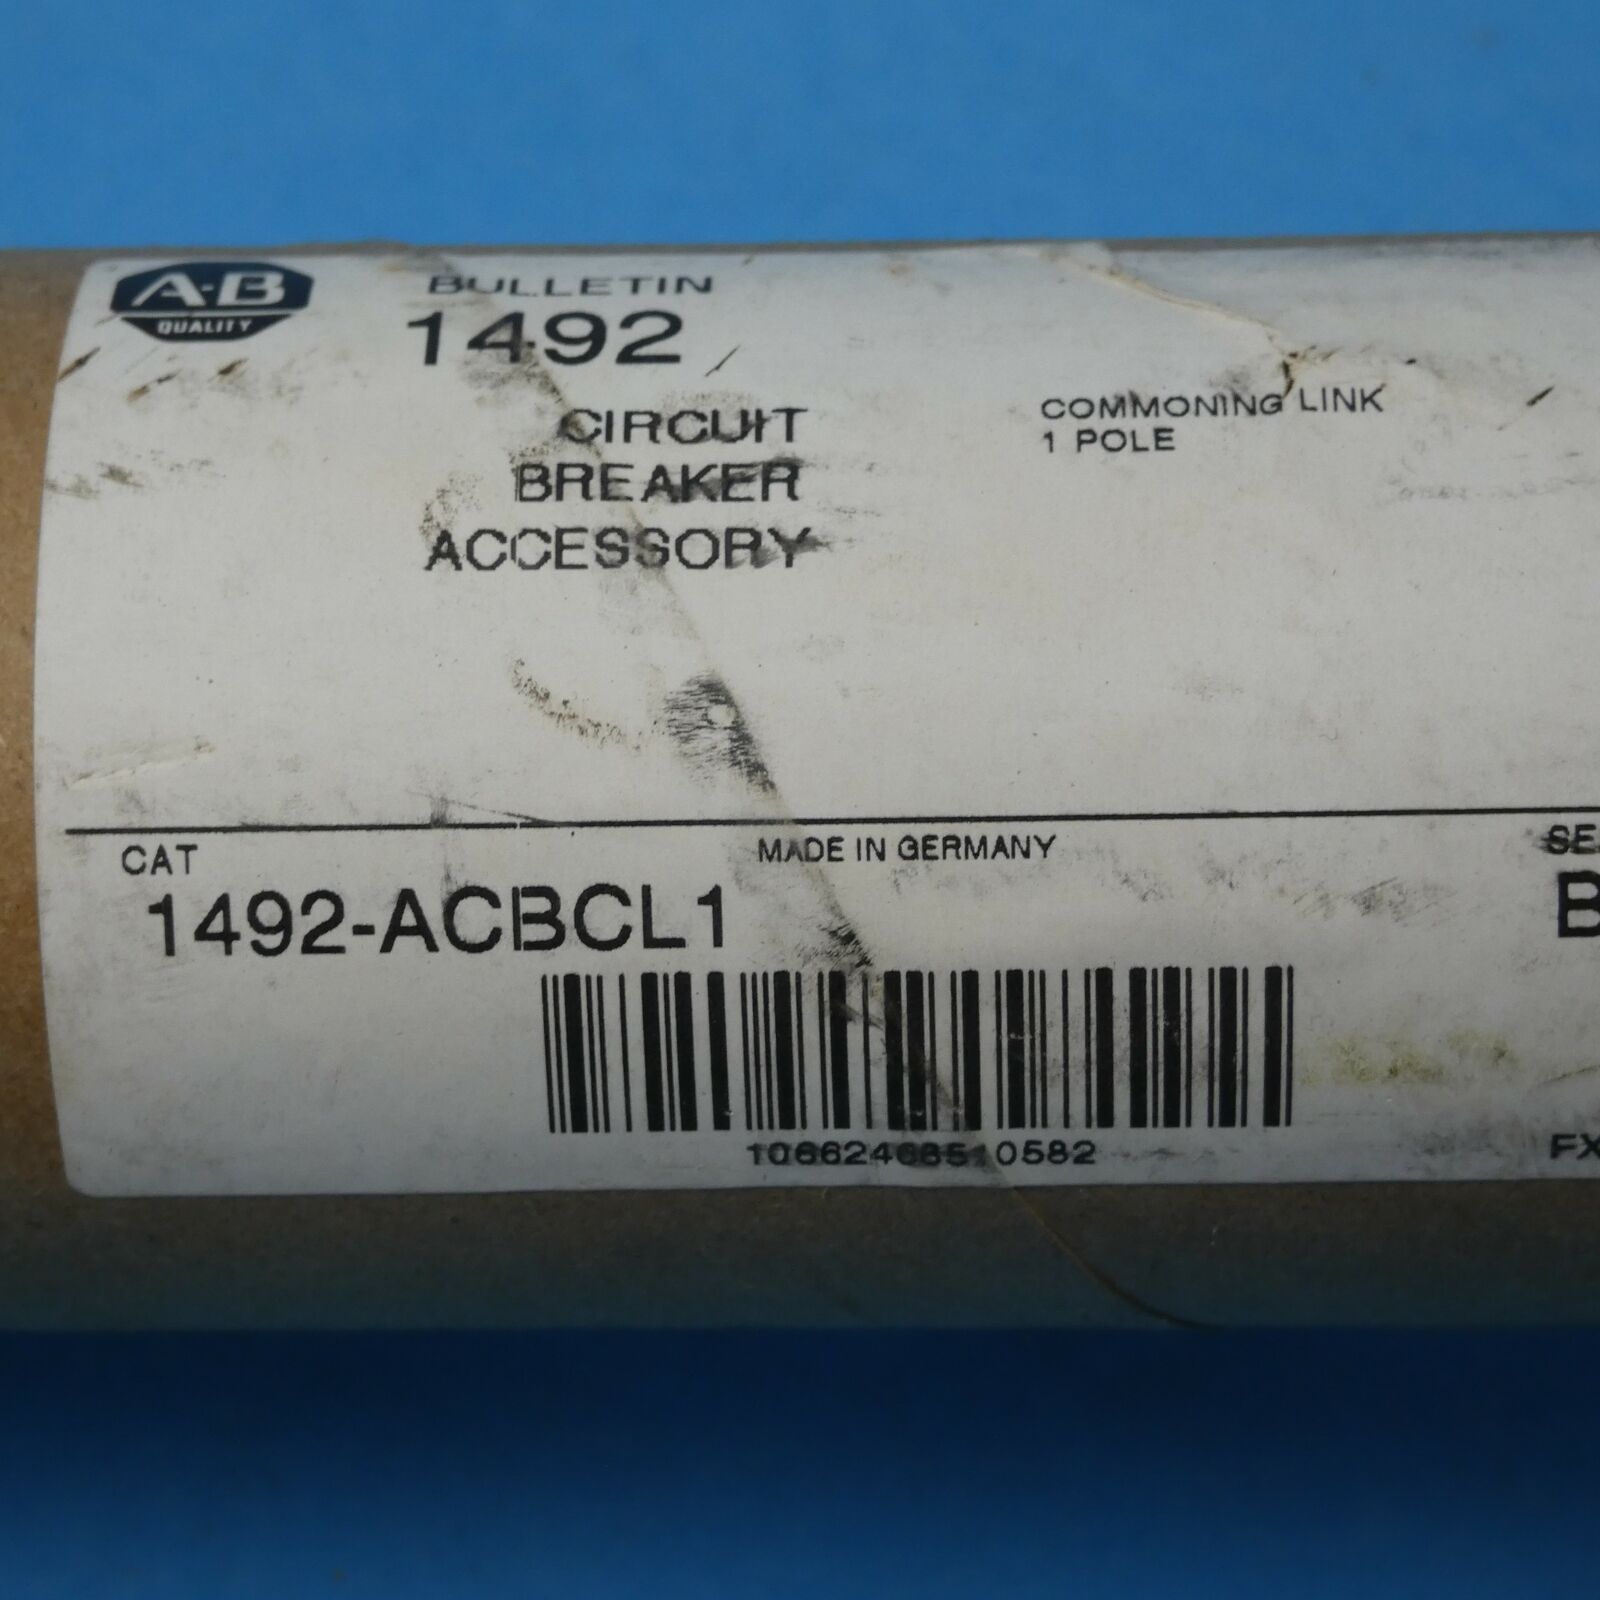 A-B
QUALITY
BULLETIN
1492
CIRCUIT
BREAKER
ACCESSORY
COMMONING LINK
1 POLE
CAT
1492-ACBCL1
MADE IN GERMANY
B
10662468510582
FX